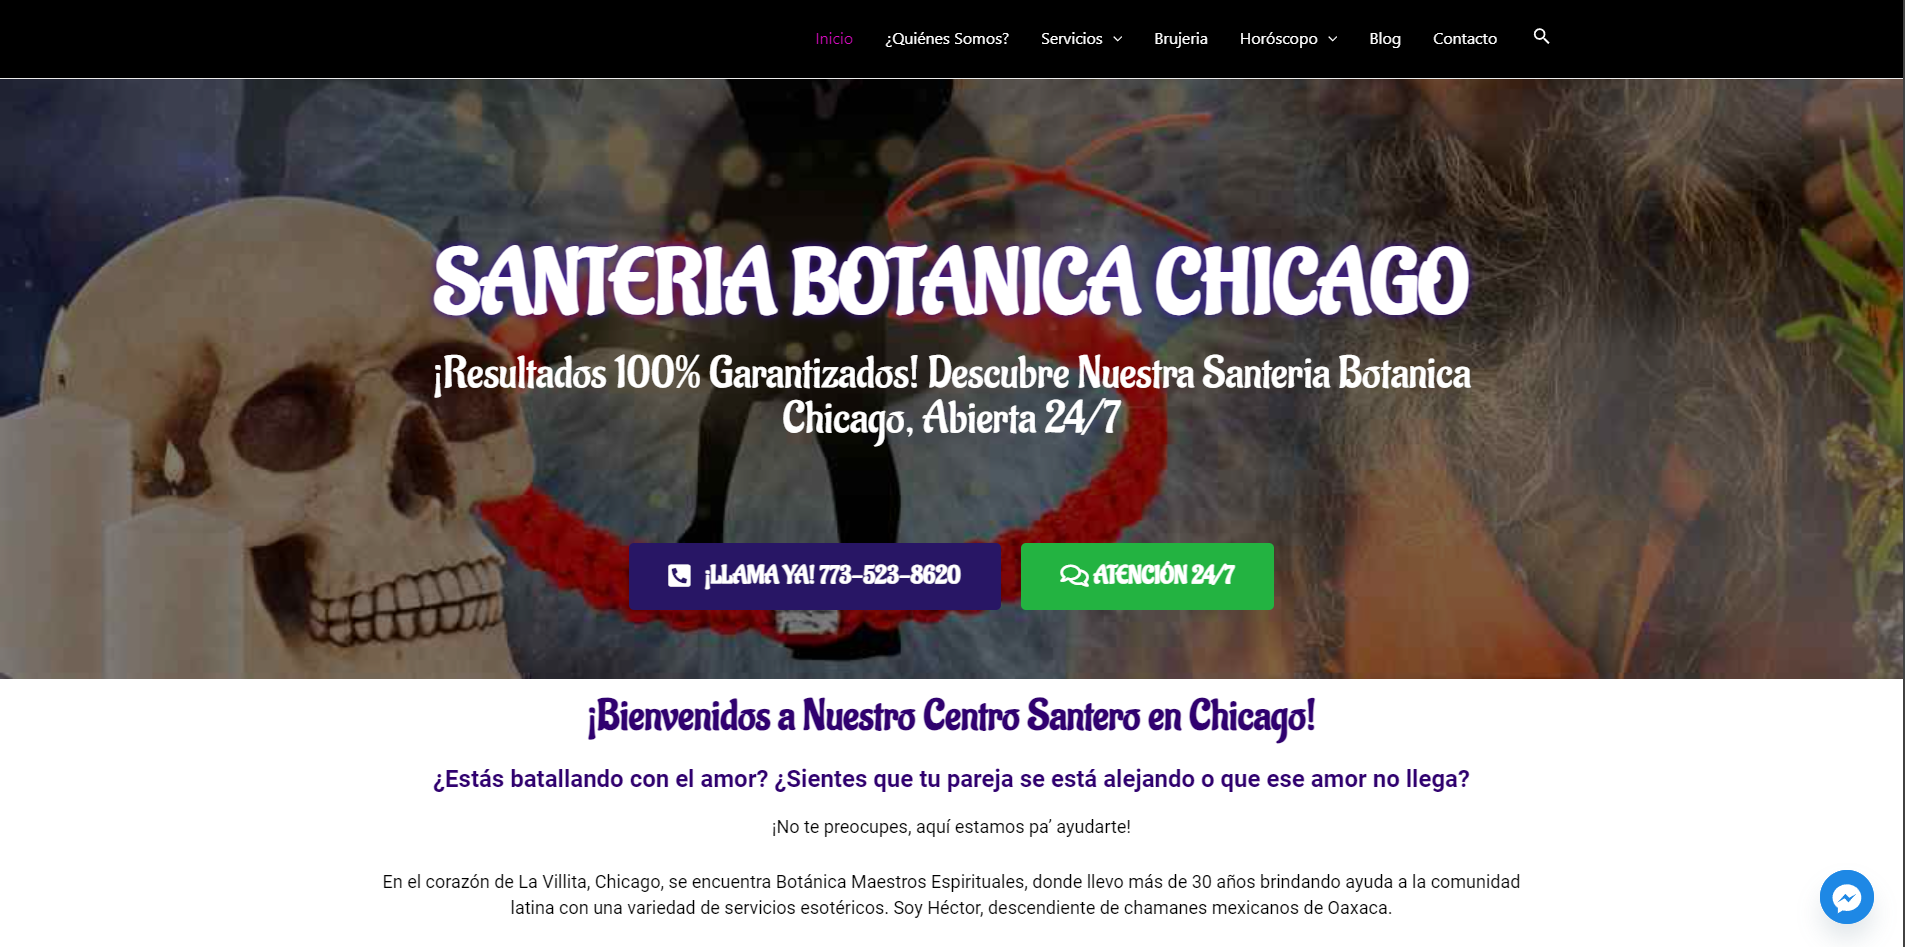 Inicio ¿Quiénes Somos? Servicios Brujeria Horóscopo Blog Contacto
SANTERIA BOTANICA CHICAGO
¡Resultados 100% Garantizados! Descubre Nuestra Santeria Botanica
Chicago, Abierta 24/7
¡LLAMA YA! 773-523-8620 ATENCIÓN 24/7
¡Bienvenidos a Nuestro Centro Santero en Chicago!
¿Estás batallando con el amor? ¿Sientes que tu pareja se está alejando o que ese amor no llega?
¡No te preocupes, aquí estamos pa’ ayudarte!
En el corazón de La Villita, Chicago, se encuentra Botánica Maestros Espirituales, donde llevo más de 30 años brindando ayuda a la comunidad
latina con una variedad de servicios esotéricos. Soy Héctor, descendiente de chamanes mexicanos de Oaxaca.